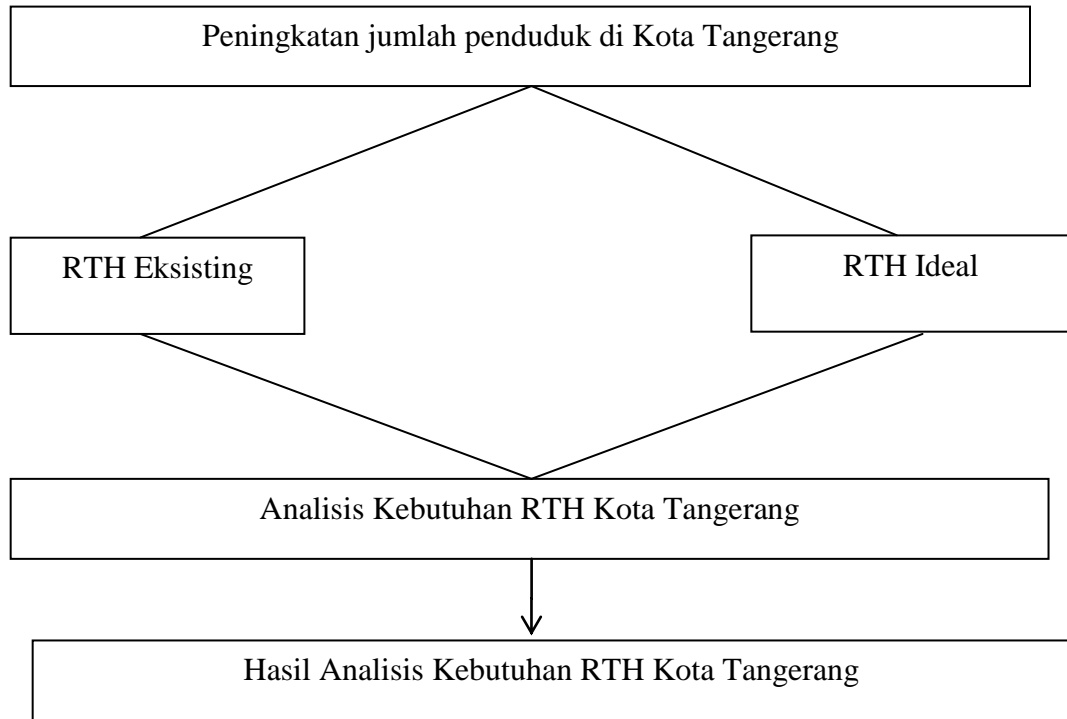 Peningkatan jumlah penduduk di Kota Tangerang
RTH Eksisting
RTH Ideal
Analisis Kebutuhan RTH Kota Tangerang
Hasil Analisis Kebutuhan RTH Kota Tangerang